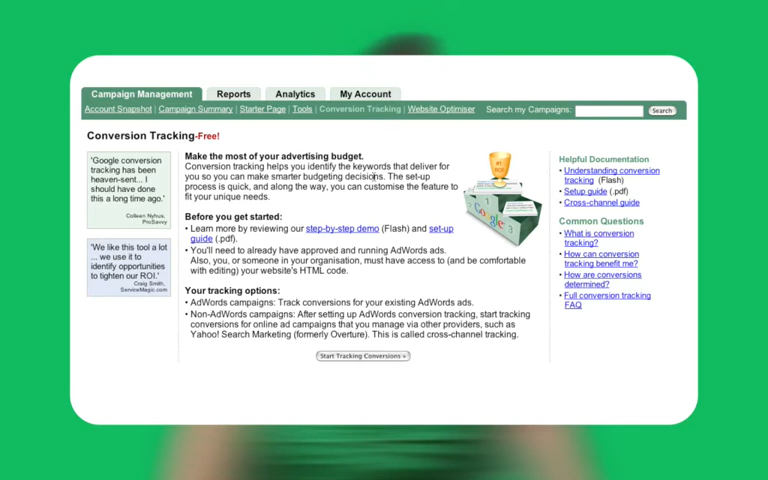 Campaign Management Reports Analytics My Account
Account Snapshot | Campaign Summary | Starter Page | Tools | Conversion Tracking | Website Optimiser Search my Campaigns: Search
Conversion Tracking-Free!
'Google conversion
tracking has been
heaven-sent... I
should have done
this a long time ago.'
Colleen Nyhus,
ProSavvy
'We like this tool a lot
... we use it to
identify opportunities
to tighten our ROI.'
Craig Smith,
ServiceMagic.com
Make the most of your advertising budget.
Conversion tracking helps you identify the keywords that deliver for
you so you can make smarter budgeting decisions. The set-up
process is quick, and along the way, you can customise the feature to
fit your unique needs.
Before you get started:
• Learn more by reviewing our step-by-step demo (Flash) and set-up
guide (.pdf).
• You'll need to already have approved and running AdWords ads.
Also, you, or someone in your organisation, must have access to (and be comfortable
with editing) your website's HTML code.
Your tracking options:
• AdWords campaigns: Track conversions for your existing AdWords ads.
• Non-AdWords campaigns: After setting up AdWords conversion tracking, start tracking
conversions for online ad campaigns that you manage via other providers, such as
Yahoo! Search Marketing (formerly Overture). This is called cross-channel tracking.
Start Tracking Conversions »
#1
ROI
1
2
3
Google
Helpful Documentation
• Understanding conversion
tracking (Flash)
• Setup guide (.pdf)
• Cross-channel guide
Common Questions
• What is conversion
tracking?
• How can conversion
tracking benefit me?
• How are conversions
determined?
• Full conversion tracking
FAQ